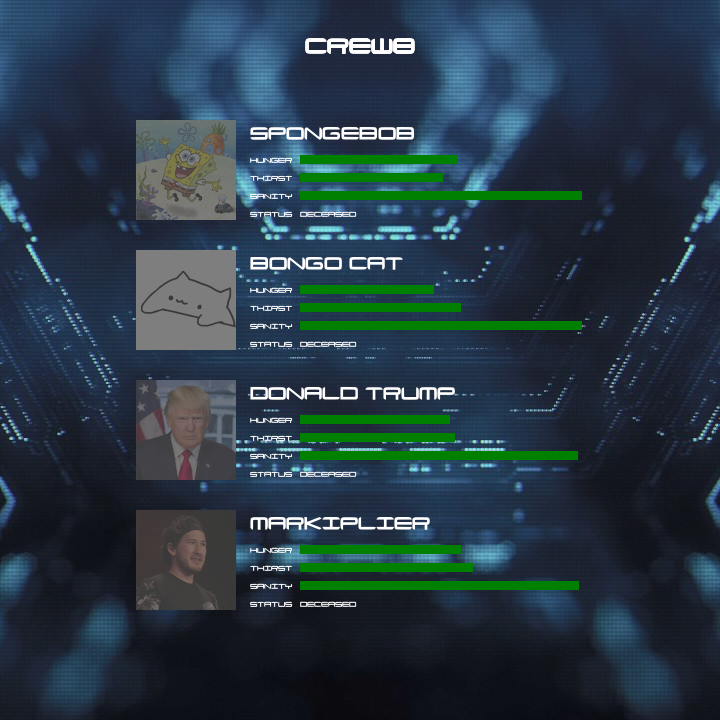 CREW8
SPONGEBOB
HUNGER
THIRST
SANITY
STATUS DECEASED
BONGO CAT
HUNGER
THIRST
SANITY
STATUS DECEASED
DONALD TRUMP
HUNGER
THIRST
SANITY
STATUS DECEASED
MARKIPLIER
HUNGER
THIRST
SANITY
STATUS DECEASED